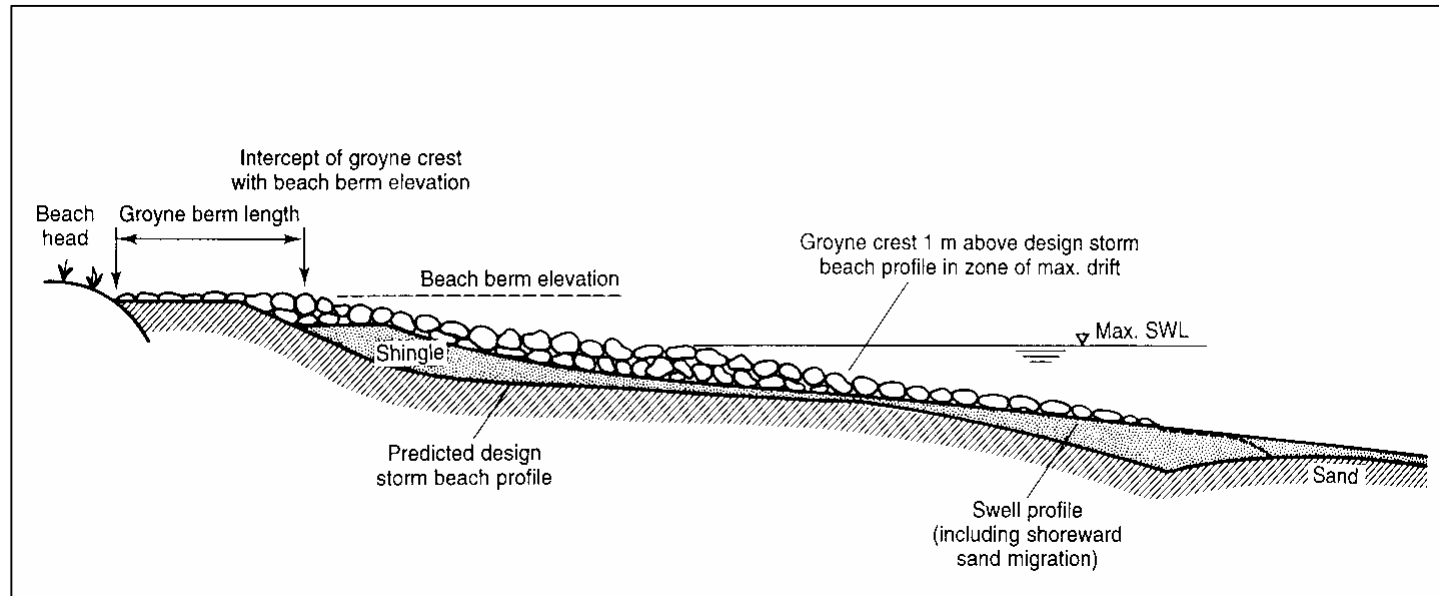 Intercept of groyne crest
with beach berm elevation
Beach
head
Groyne berm length
Beach berm elevation
Groyne crest 1 m above design storm
beach profile in zone of max. drift
Max. SWL
Shingle
Predicted design
storm beach profile
Swell profile
(including shoreward
sand migration)
Sand